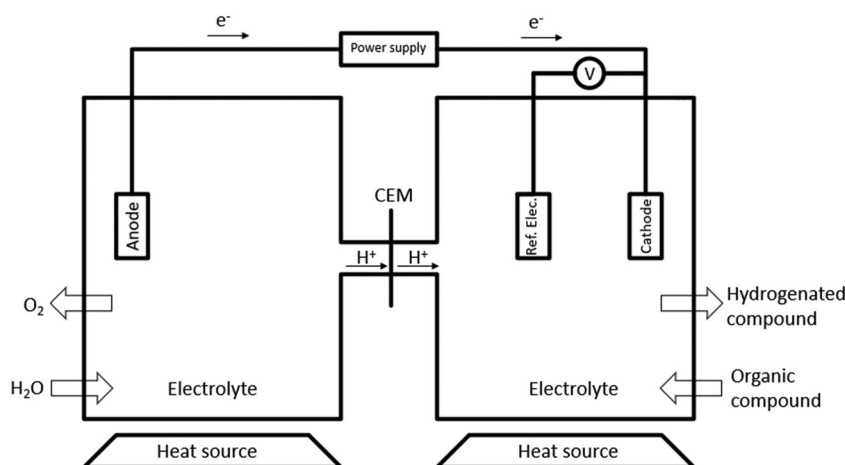 e⁻
e⁻
Power supply
V
CEM
Anode
Ref. Elec.
Cathode
H⁺
H⁺
O₂
Hydrogenated
compound
H₂O
Electrolyte
Electrolyte
Organic
compound
Heat source
Heat source